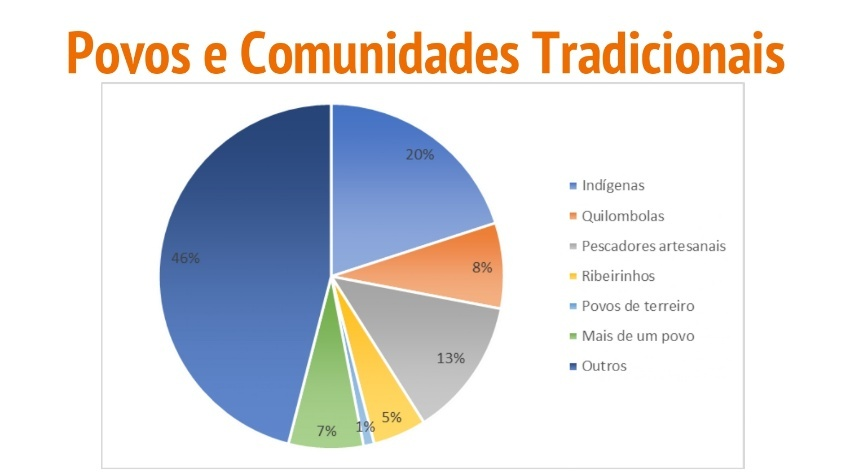 Povos e Comunidades Tradicionais
20%
8%
13%
5%
1%
7%
46%
Indígenas
Quilombolas
Pescadores artesanais
Ribeirinhos
Povos de terreiro
Mais de um povo
Outros